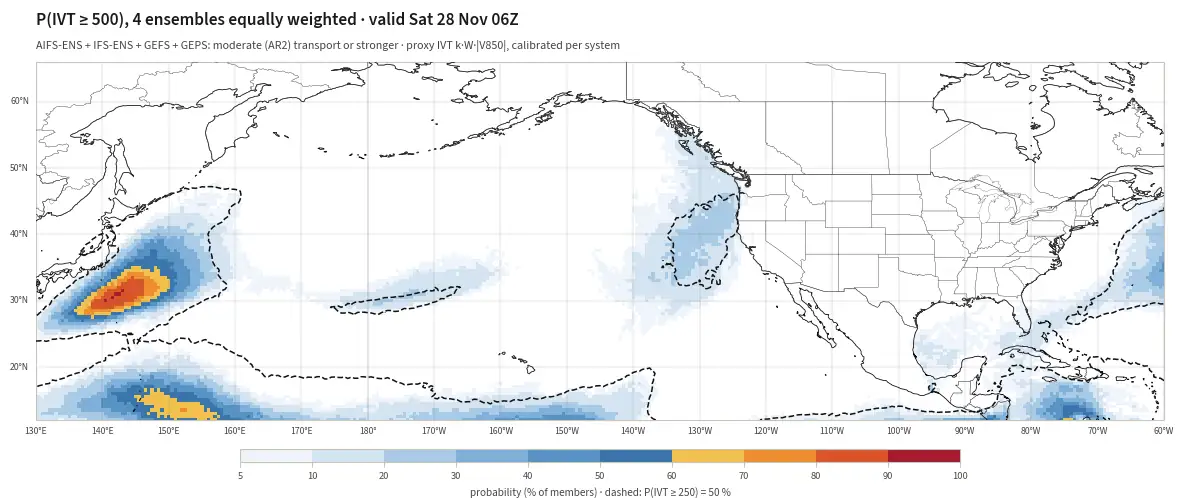 P(IVT ≥ 500), 4 ensembles equally weighted · valid Sat 28 Nov 06Z
AIFS-ENS + IFS-ENS + GEFS + GEPS: moderate (AR2) transport or stronger · proxy IVT k·W·|V850|, calibrated per system
60°N
50°N
40°N
30°N
20°N
130°E 140°E 150°E 160°E 170°E 180° 170°W 160°W 150°W 140°W 130°W 120°W 110°W 100°W 90°W 80°W 70°W 60°W
5 10 20 30 40 50 60 70 80 90 100
probability (% of members) · dashed: P(IVT ≥ 250) = 50 %